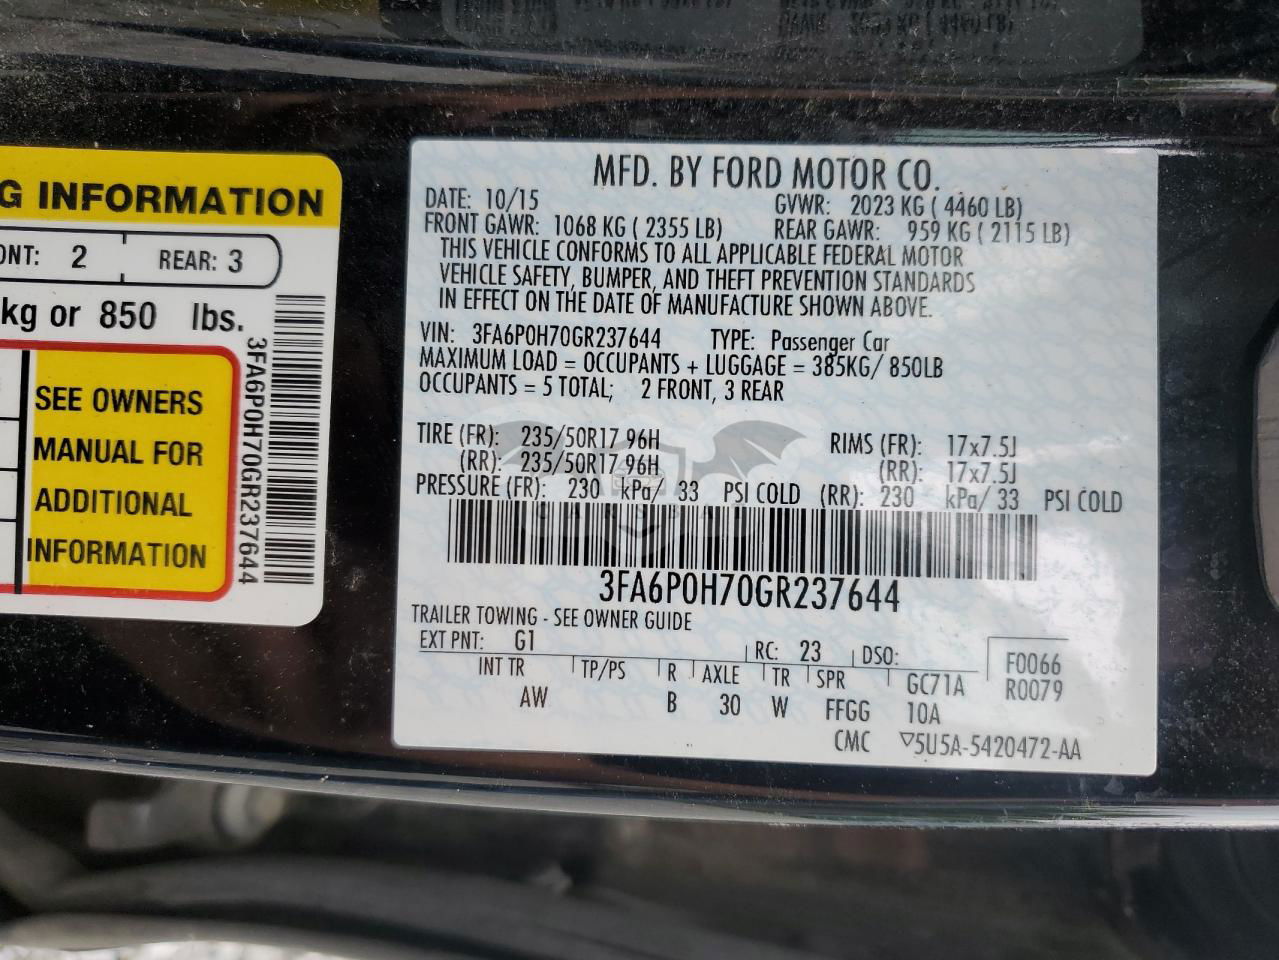 G INFORMATION
ONT: 2 REAR: 3
kg or 850 lbs.
SEE OWNERS
MANUAL FOR
ADDITIONAL
INFORMATION
3FA6P0H70GR237644
MFD. BY FORD MOTOR CO.
DATE: 10/15 GVWR: 2023 KG ( 4460 LB)
FRONT GAWR: 1068 KG ( 2355 LB) REAR GAWR: 959 KG ( 2115 LB)
THIS VEHICLE CONFORMS TO ALL APPLICABLE FEDERAL MOTOR
VEHICLE SAFETY, BUMPER, AND THEFT PREVENTION STANDARDS
IN EFFECT ON THE DATE OF MANUFACTURE SHOWN ABOVE.
VIN: 3FA6P0H70GR237644 TYPE: Passenger Car
MAXIMUM LOAD = OCCUPANTS + LUGGAGE = 385KG/ 850LB
OCCUPANTS = 5 TOTAL; 2 FRONT, 3 REAR
TIRE (FR): 235/50R17 96H RIMS (FR): 17x7.5J
(RR): 235/50R17 96H (RR): 17x7.5J
PRESSURE (FR): 230 kPa/ 33 PSI COLD (RR): 230 kPa/ 33 PSI COLD
3FA6P0H70GR237644
TRAILER TOWING - SEE OWNER GUIDE
EXT PNT: G1 RC: 23 DSO: F0066
INT TR TP/PS R AXLE TR SPR GC71A R0079
AW B 30 W FFGG 10A
CMC 5U5A-5420472-AA